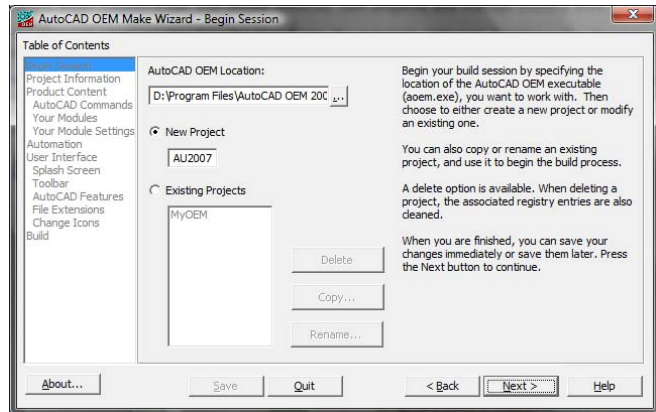 AutoCAD OEM Make Wizard - Begin Session
Table of Contents
Begin Session
Project Information
Product Content
AutoCAD Commands
Your Modules
Your Module Settings
Automation
User Interface
Splash Screen
Toolbar
AutoCAD Features
File Extensions
Change Icons
Build
AutoCAD OEM Location:
D:\Program Files\AutoCAD OEM 200
...
New Project
AU2007
Existing Projects
MyOEM
Delete
Copy...
Rename...
Begin your build session by specifying the
location of the AutoCAD OEM executable
(aoem.exe), you want to work with. Then
choose to either create a new project or modify
an existing one.
You can also copy or rename an existing
project, and use it to begin the build process.
A delete option is available. When deleting a
project, the associated registry entries are also
cleaned.
When you are finished, you can save your
changes immediately or save them later. Press
the Next button to continue.
About...
Save
Quit
< Back
Next >
Help